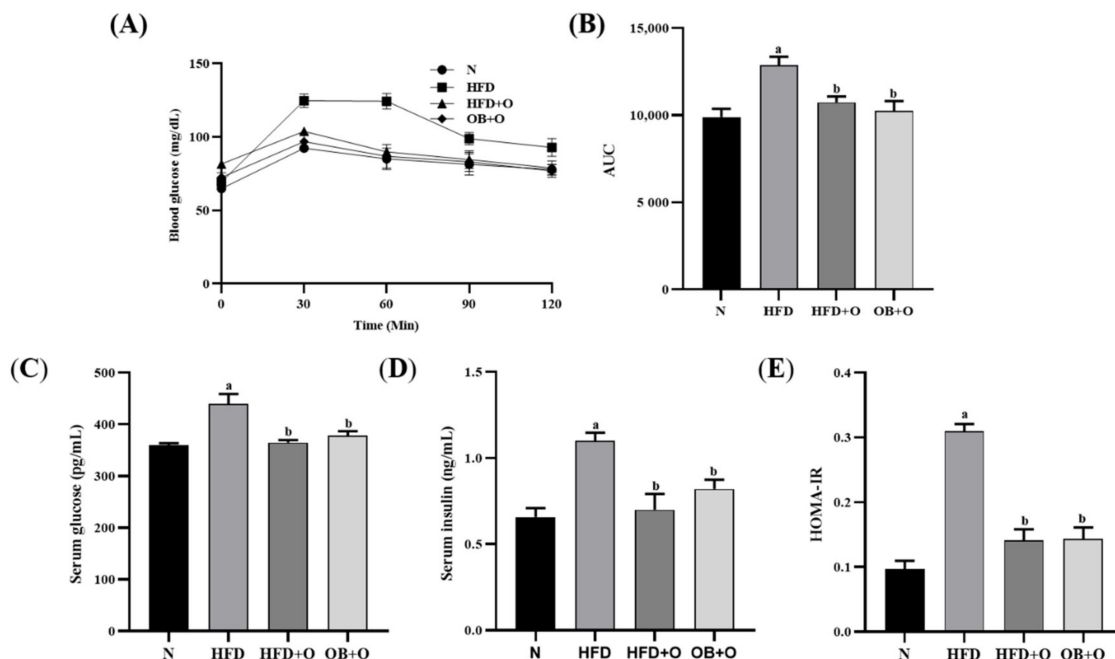 (A)
150
100
50
0
Blood glucose (mg/dL)
0 30 60 90 120
Time (Min)
N
HFD
HFD+O
OB+O
(B)
15,000
10,000
5 000
0
AUC
a
b
b
N HFD HFD+O OB+O
(C)
500
400
300
200
100
0
Serum glucose (pg/mL)
a
b
b
N HFD HFD+O OB+O
(D)
1.5
1.0
0.5
0.0
Serum insulin (ng/mL)
a
b
b
N HFD HFD+O OB+O
(E)
0.4
0.3
0.2
0.1
0.0
HOMA-IR
a
b
b
N HFD HFD+O OB+O